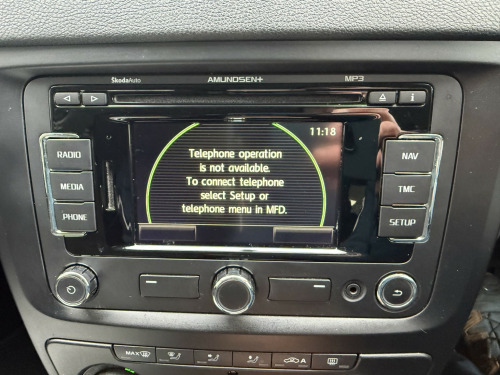 ŠkodaAuto AMUNDSEN+ MP3
i
11:18
RADIO
MEDIA
PHONE
Telephone operation
is not available.
To connect telephone
select Setup or
telephone menu in MFD.
NAV
TMC
SETUP
MAX
A